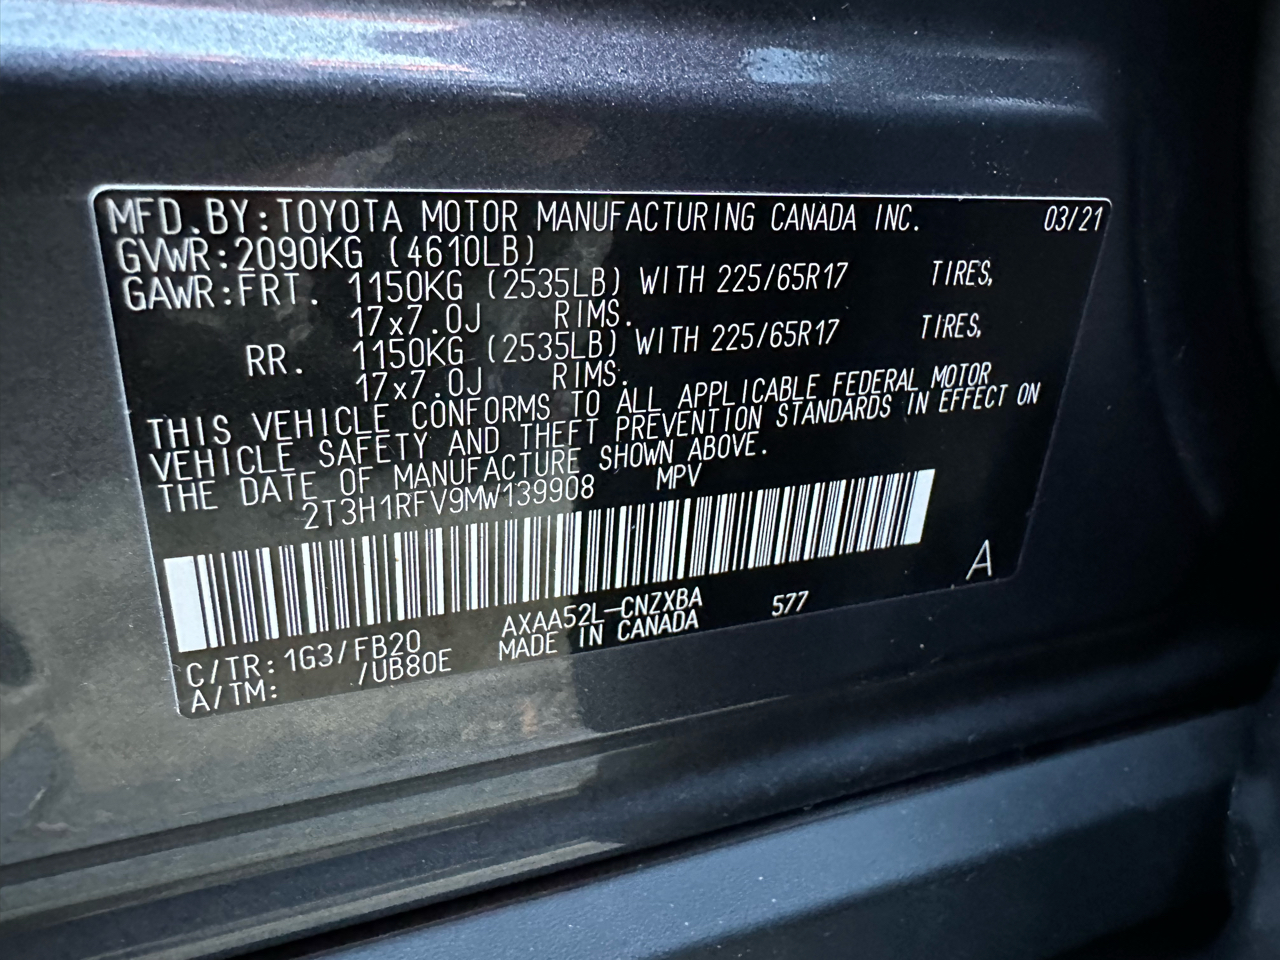 MFD.BY:TOYOTA MOTOR MANUFACTURING CANADA INC. 03/21
GVWR:2090KG (4610LB)
GAWR:FRT. 1150KG (2535LB) WITH 225/65R17 TIRES,
17x7.0J RIMS.
RR. 1150KG (2535LB) WITH 225/65R17 TIRES,
17x7.0J RIMS.
THIS VEHICLE CONFORMS TO ALL APPLICABLE FEDERAL MOTOR
VEHICLE SAFETY AND THEFT PREVENTION STANDARDS IN EFFECT ON
THE DATE OF MANUFACTURE SHOWN ABOVE.
2T3H1RFV9MW139908 MPV
A
C/TR:1G3/FB20 AXAA52L-CNZXBA 577
A/TM: /UB80E MADE IN CANADA